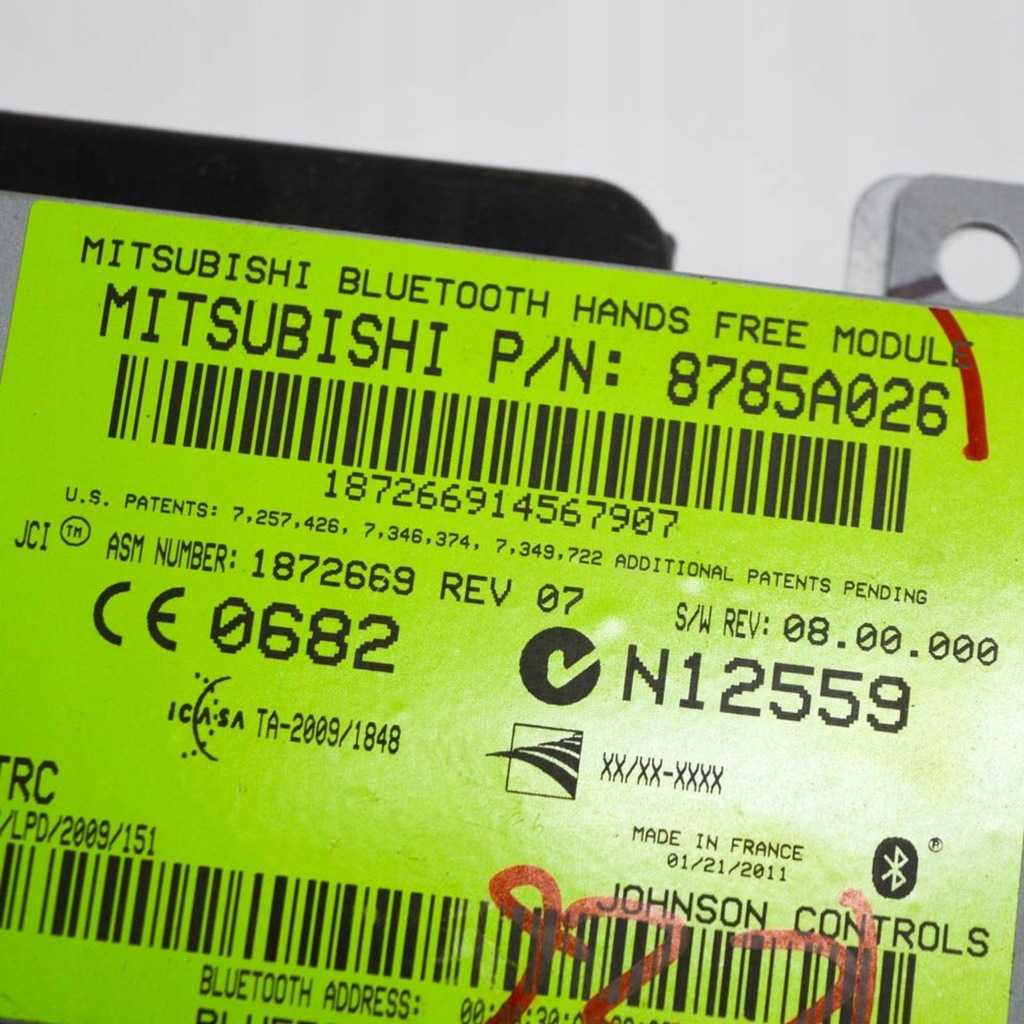 MITSUBISHI BLUETOOTH HANDS FREE MODULE
MITSUBISHI P/N: 8785A026
187266914567907
U.S. PATENTS: 7,257,426, 7,346,374, 7,349,722 ADDITIONAL PATENTS PENDING
JCI TM ASM NUMBER: 1872669 REV 07
S/W REV: 08.00.000
CE 0682
N12559
ICASA TA-2009/1848
XX/XX-XXXX
TRC
/LPD/2009/151
MADE IN FRANCE
01/21/2011
®
JOHNSON CONTROLS
BLUETOOTH ADDRESS: